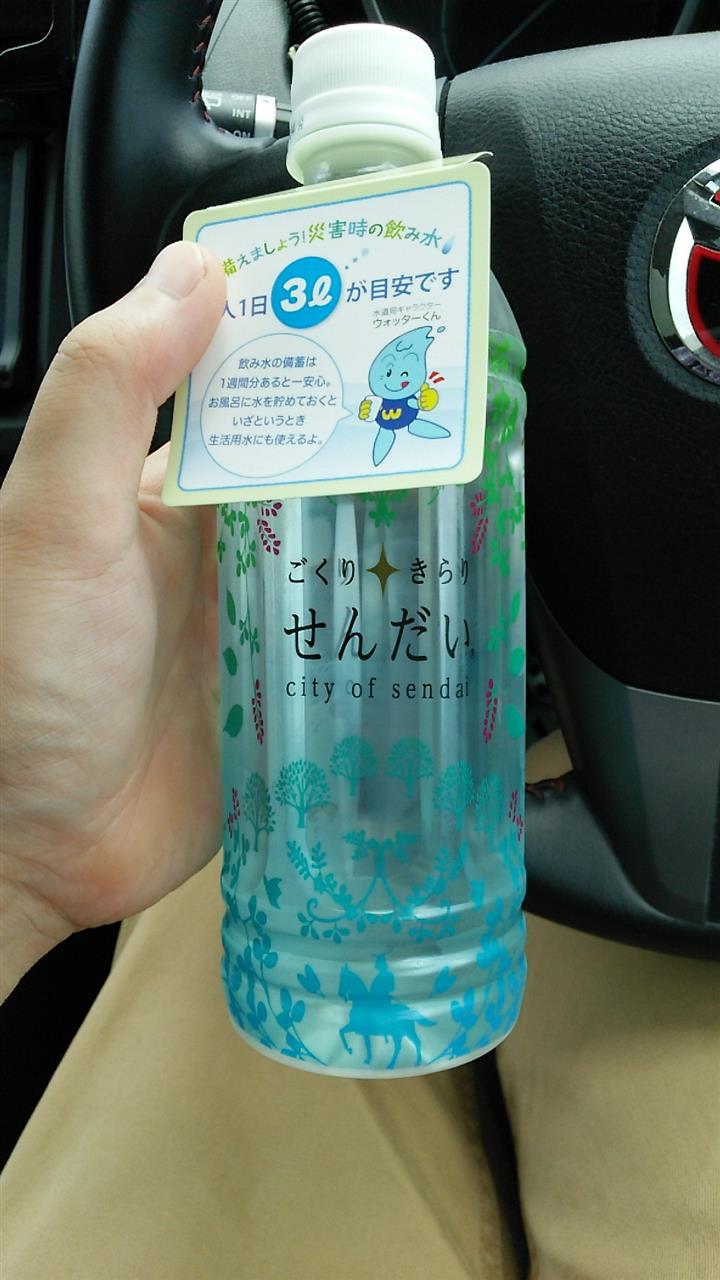 OFF
INT
ON
備えましょう!災害時の飲み水
人1日3ℓが目安です
水道局キャラクター
ウォッターくん
飲み水の備蓄は
1週間分あると一安心。
お風呂に水を貯めておくと
いざというとき
生活用水にも使えるよ。
W
ごくり きらり
せんだい
city of sendai